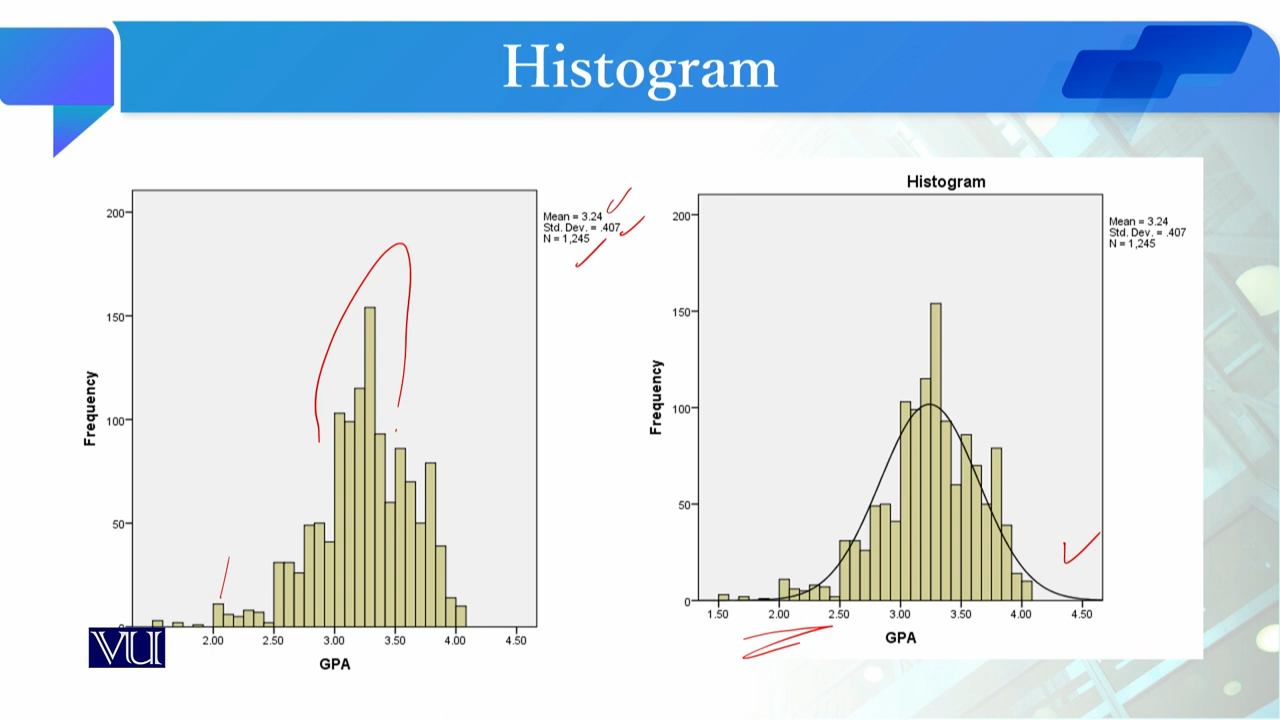 Histogram
Mean = 3.24
Std. Dev. = .407
N = 1,245
200
150
100
50
2.00 2.50 3.00 3.50 4.00 4.50
Frequency
GPA
VU
Histogram
Mean = 3.24
Std. Dev. = .407
N = 1,245
200
150
100
50
0
1.50 2.00 2.50 3.00 3.50 4.00 4.50
Frequency
GPA